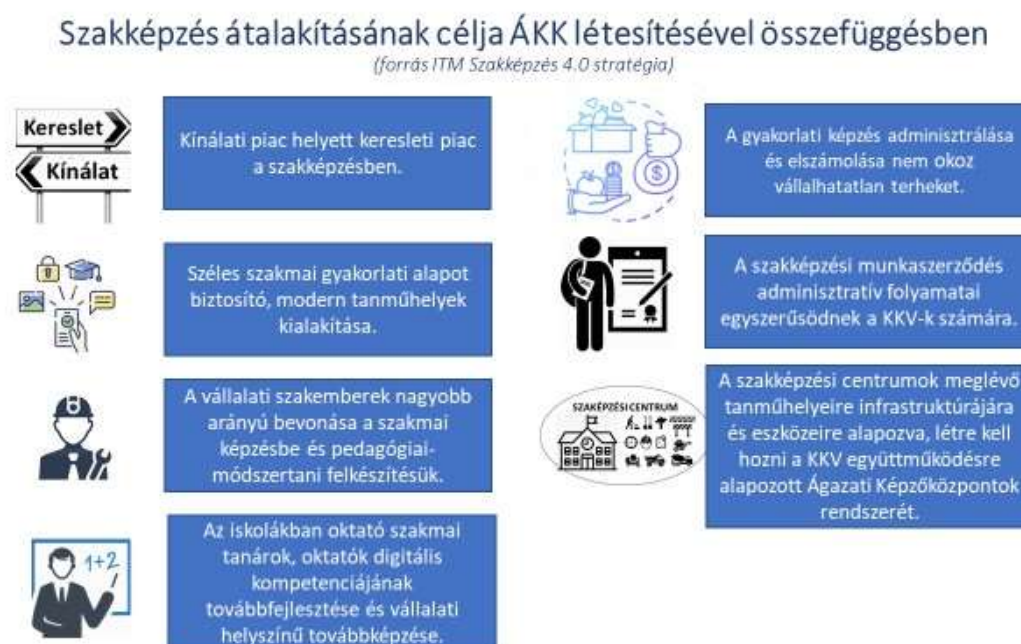 Szakképzés átalakításának célja ÁKK létesítésével összefüggésben
(forrás ITM Szakképzés 4.0 stratégia)
Kereslet
Kínálat
Kínálati piac helyett keresleti piac
a szakképzésben.
Széles szakmai gyakorlati alapot
biztosító, modern tanműhelyek
kialakítása.
A vállalati szakemberek nagyobb
arányú bevonása a szakmai
képzésbe és pedagógiai-
módszertani felkészítésük.
1+2
Az iskolákban oktató szakmai
tanárok, oktatók digitális
kompetenciájának
továbbfejlesztése és vállalati
helyszínű továbbképzése.
$
A gyakorlati képzés adminisztrálása
és elszámolása nem okoz
vállalhatatlan terheket.
A szakképzési munkaszerződés
adminisztratív folyamatai
egyszerűsödnek a KKV-k számára.
SZAKÉPZÉSI CENTRUM
A szakképzési centrumok meglévő
tanműhelyeire infrastruktúrájára
és eszközeire alapozva, létre kell
hozni a KKV együttműködésre
alapozott Ágazati Képzőközpontok
rendszerét.